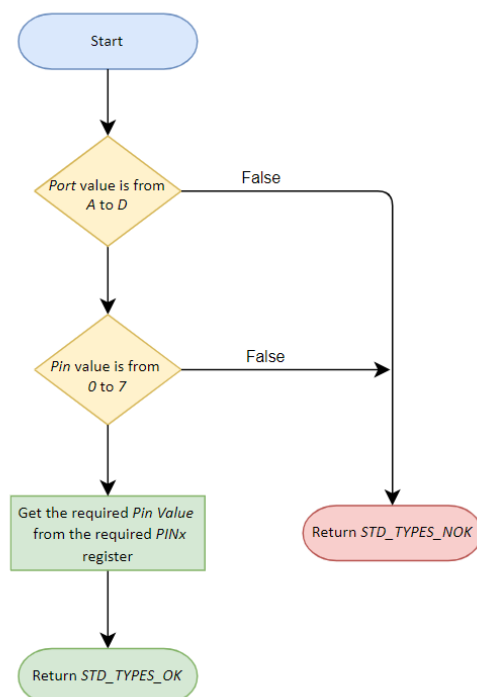 Start
Port value is from
A to D
False
Pin value is from
0 to 7
False
Get the required Pin Value
from the required PINx
register
Return STD_TYPES_NOK
Return STD_TYPES_OK